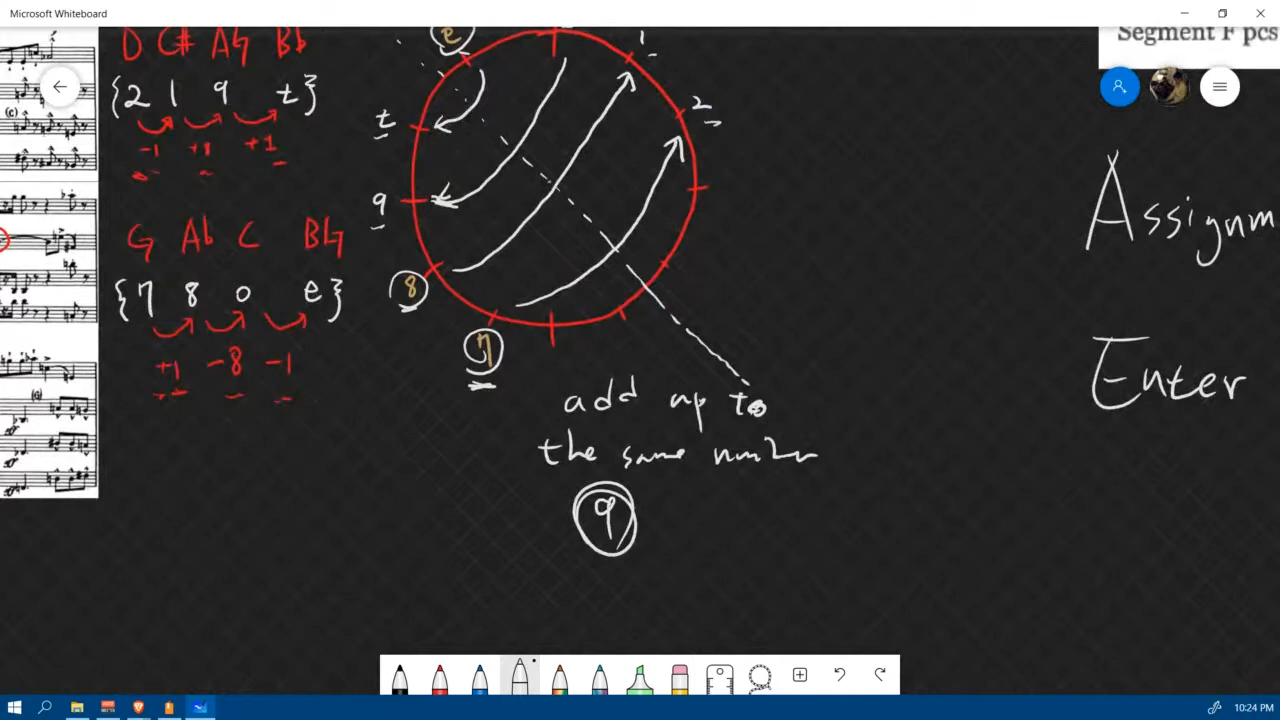 Microsoft Whiteboard
Segment F pcs
D C# A♮ B♭
{2 1 9 t}
-1 +8 +1
G A♭ C B♮
{7 8 0 e}
+1 -8 -1
e
1
2
t
9
8
7
add up to
the same number
9
(c)
(G)
Assignm
Enter
10:24 PM